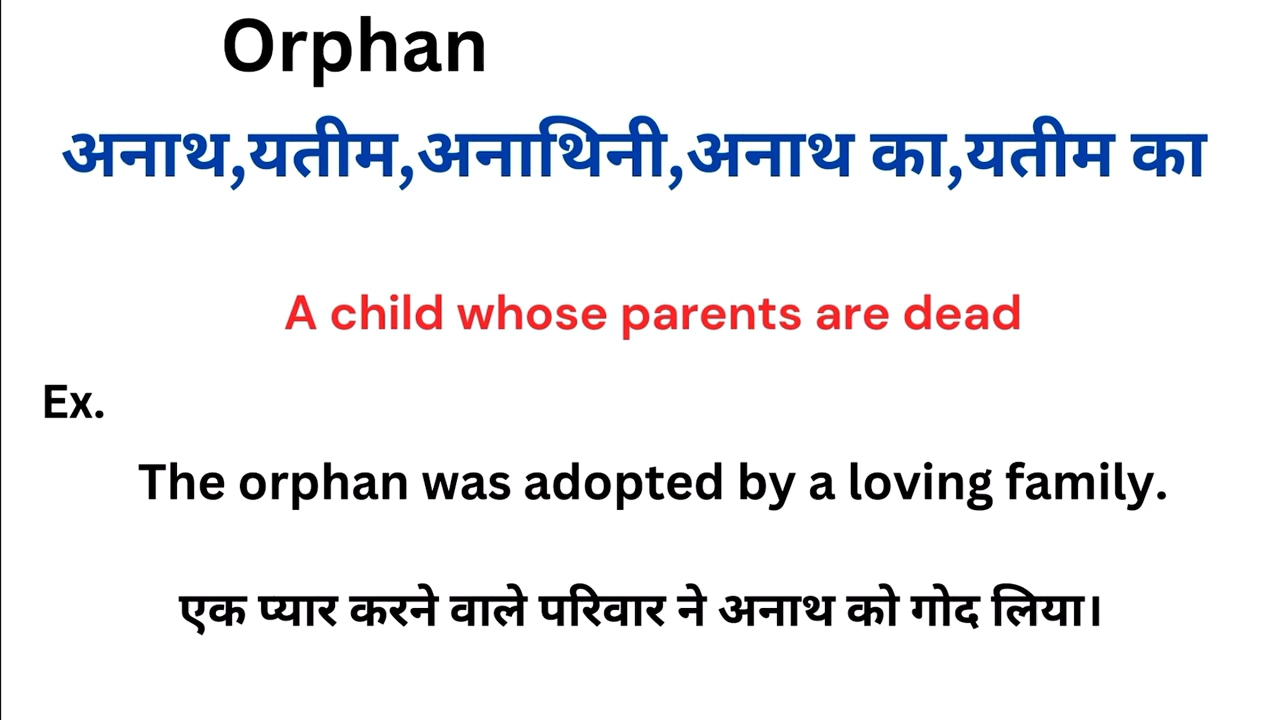 Orphan
अनाथ,यतीम,अनाथिनी,अनाथ का,यतीम का
A child whose parents are dead
Ex.
The orphan was adopted by a loving family.
एक प्यार करने वाले परिवार ने अनाथ को गोद लिया।